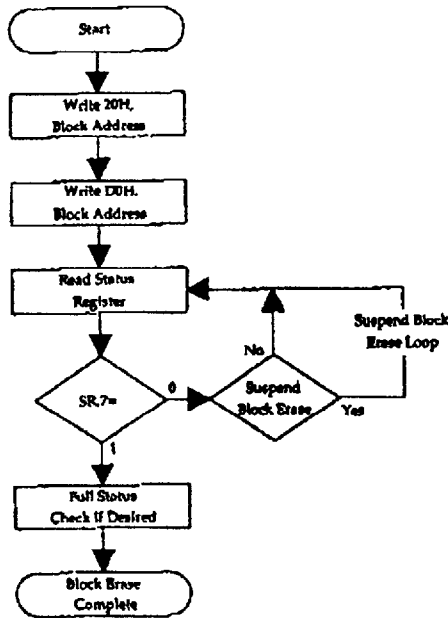 Start
Write 20H,
Block Address
Write D0H.
Block Address
Read Status
Register
Suspend Block
Erase Loop
No
SR.7=
0
Suspend
Block Erase
Yes
1
Full Status
Check if Desired
Block Erase
Complete